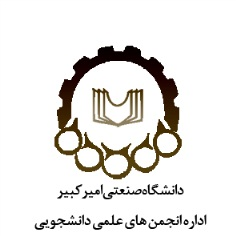 دانشگاه صنعتی امیرکبیر
اداره انجمن های علمی دانشجویی